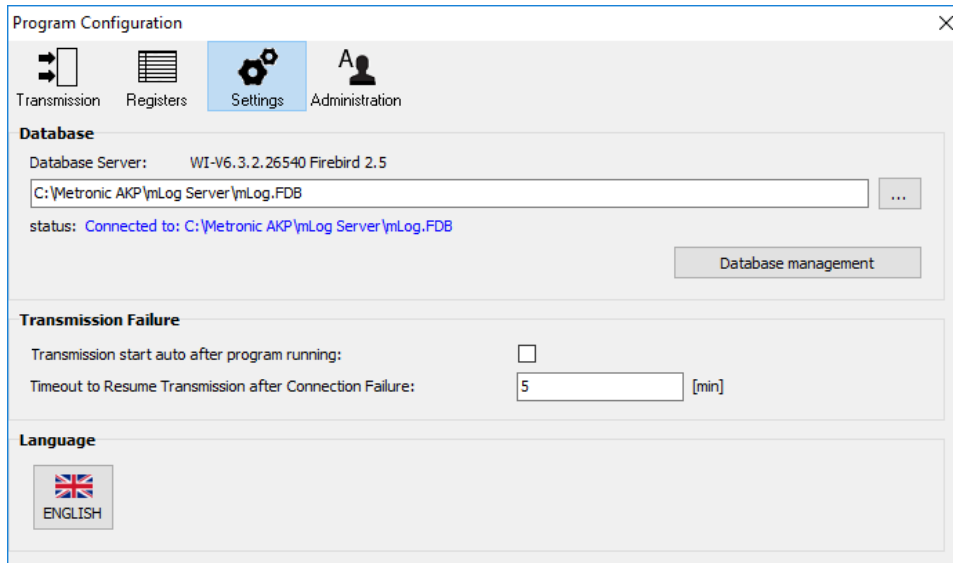 Program Configuration
Transmission Registers Settings Administration
Database
Database Server: WI-V6.3.2.26540 Firebird 2.5
C:\Metronic AKP\mLog Server\mLog.FDB
...
status: Connected to: C:\Metronic AKP\mLog Server\mLog.FDB
Database management
Transmission Failure
Transmission start auto after program running:
Timeout to Resume Transmission after Connection Failure: 5 [min]
Language
ENGLISH